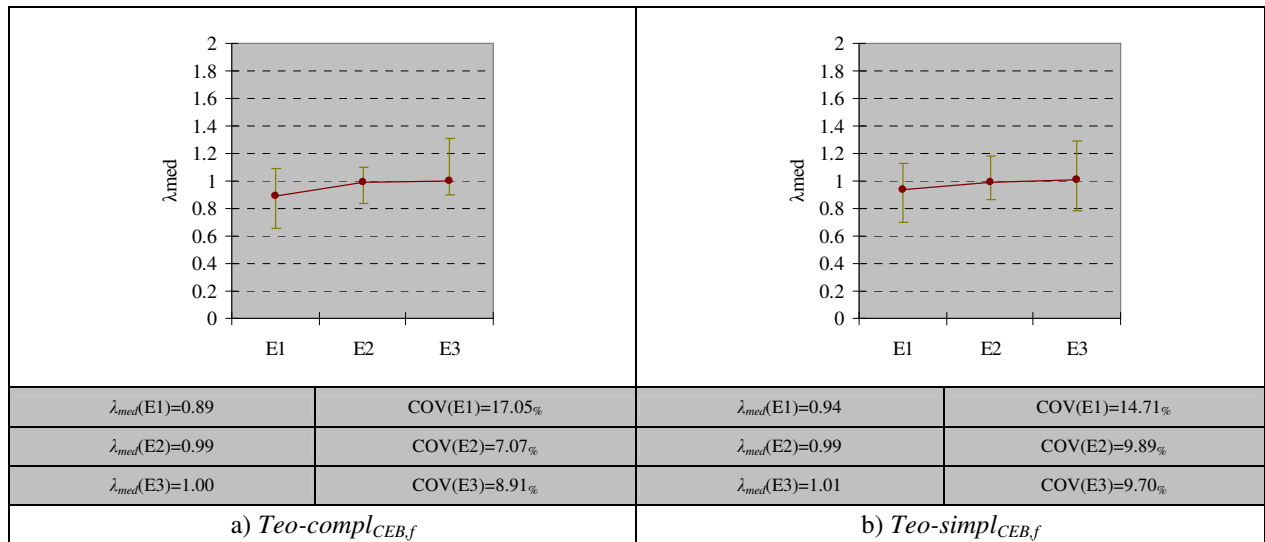 2
1.8
1.6
1.4
1.2
1
0.8
0.6
0.4
0.2
0
λmed
E1 E2 E3
2
1.8
1.6
1.4
1.2
1
0.8
0.6
0.4
0.2
0
λmed
E1 E2 E3
λmed(E1)=0.89 COV(E1)=17.05% λmed(E1)=0.94 COV(E1)=14.71%
λmed(E2)=0.99 COV(E2)=7.07% λmed(E2)=0.99 COV(E2)=9.89%
λmed(E3)=1.00 COV(E3)=8.91% λmed(E3)=1.01 COV(E3)=9.70%
a) Teo-complCEB,f b) Teo-simplCEB,f